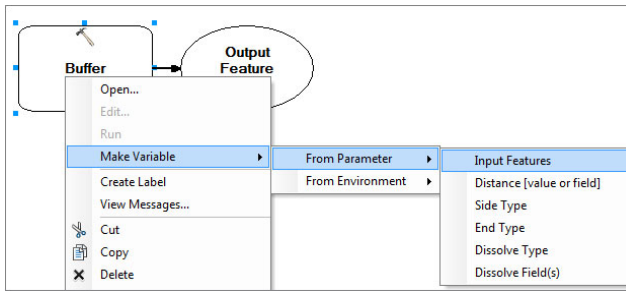 Buffer
Output
Feature
Open...
Edit...
Run
Make Variable
Create Label
View Messages...
Cut
Copy
Delete
From Parameter
From Environment
Input Features
Distance [value or field]
Side Type
End Type
Dissolve Type
Dissolve Field(s)